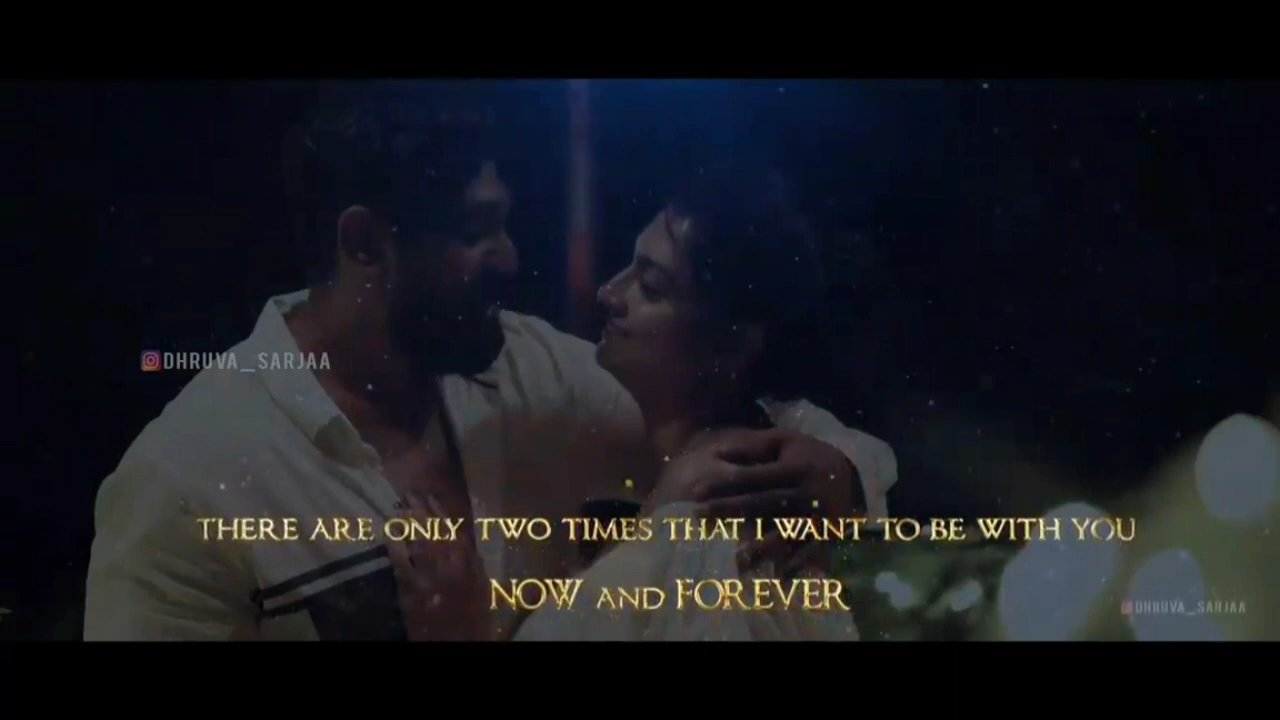 DHRUVA_SARJAA
THERE ARE ONLY TWO TIMES THAT I WANT TO BE WITH YOU
NOW AND FOREVER
DHRUVA_SARJAA